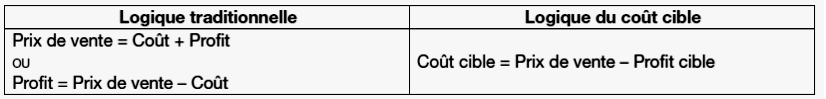 Logique traditionnelle
Logique du coût cible
Prix de vente = Coût + Profit
ou
Profit = Prix de vente – Coût
Coût cible = Prix de vente – Profit cible